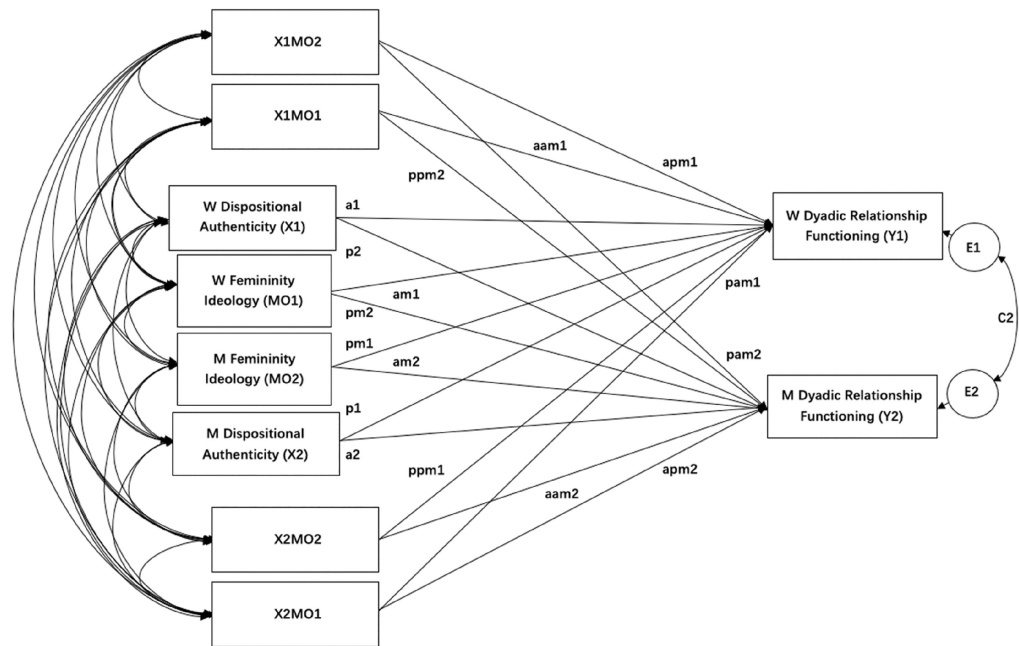 X1MO2
X1MO1
aam1
apm1
ppm2
W Dispositional
Authenticity (X1)
a1
p2
W Dyadic Relationship
Functioning (Y1)
E1
W Femininity
Ideology (MO1)
am1
pm2
pam1
C2
M Femininity
Ideology (MO2)
pm1
am2
pam2
M Dispositional
Authenticity (X2)
p1
a2
M Dyadic Relationship
Functioning (Y2)
E2
ppm1
aam2
apm2
X2MO2
X2MO1